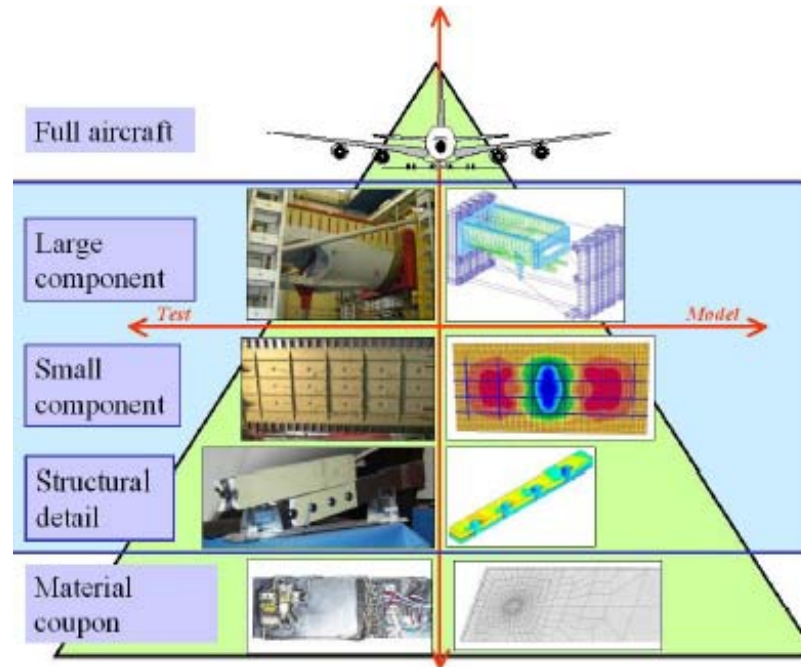 Full aircraft
Large
component
Test
Model
Small
component
Structural
detail
Material
coupon